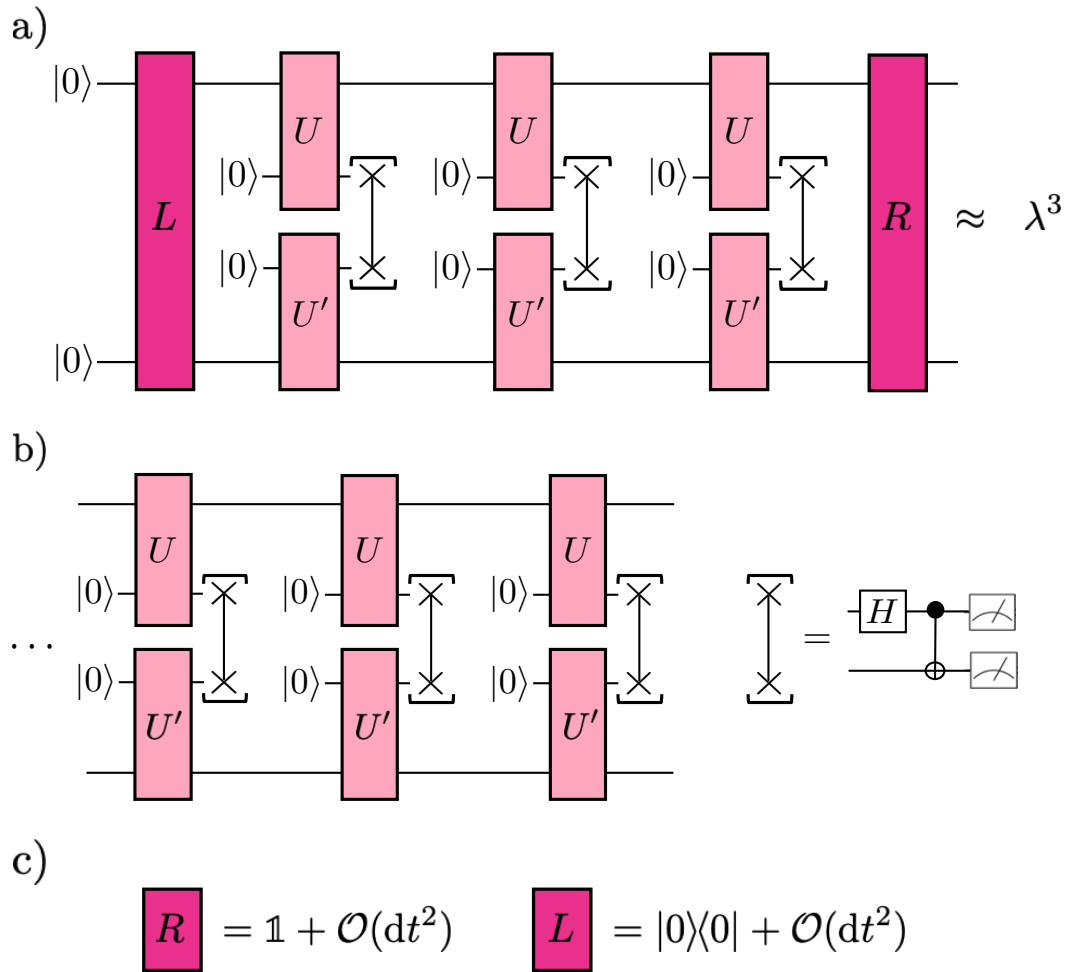 a)
|0⟩ L U U U R ≈ λ³
|0⟩ |0⟩ |0⟩
|0⟩ |0⟩ |0⟩
|0⟩ U′ U′ U′
b)
U U U
|0⟩ |0⟩ |0⟩
... = H
|0⟩ |0⟩ |0⟩
U′ U′ U′
c)
R = 𝟙 + 𝒪(dt²) L = |0⟩⟨0| + 𝒪(dt²)